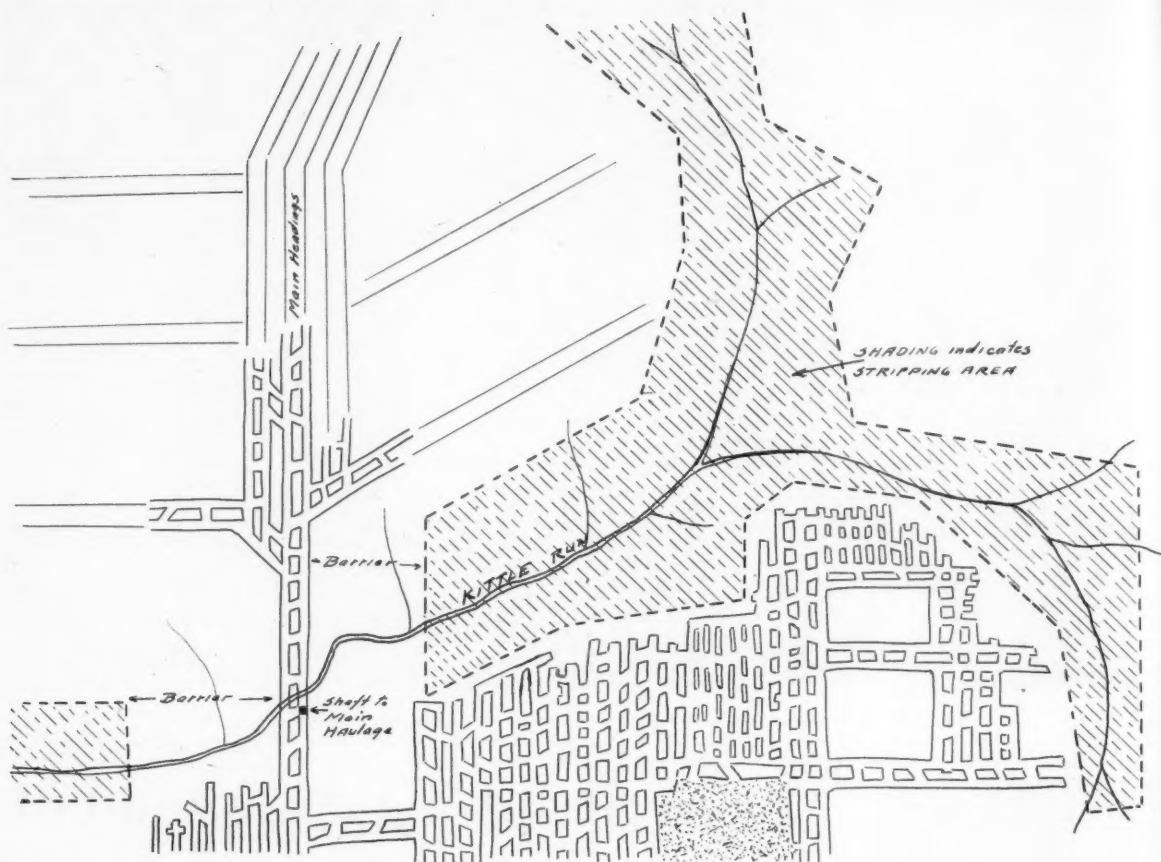 Main Headings
SHADING indicates
STRIPPING AREA
Barrier
KITTLE RUN
Barrier
Shaft to
Main
Haulage